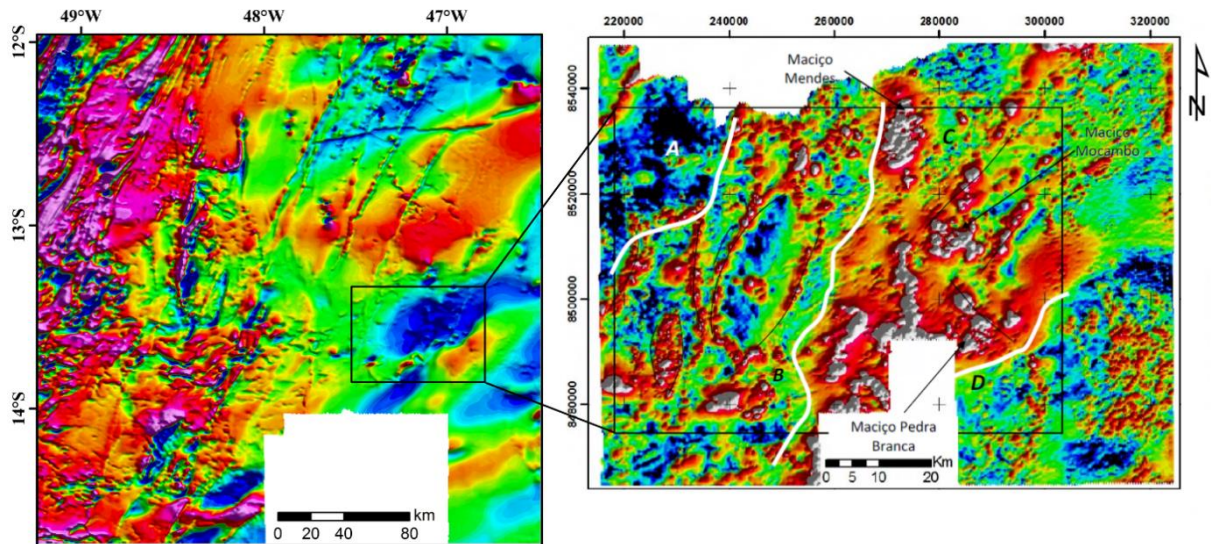 49°W 48°W 47°W
12°S
13°S
14°S
km
0 20 40 80
220000 240000 260000 280000 300000 320000
8540000
8520000
8500000
8480000
Maciço
Mendes
A
C
Maciço
Mocambo
B
D
Maciço Pedra
Branca
Km
0 5 10 20
N